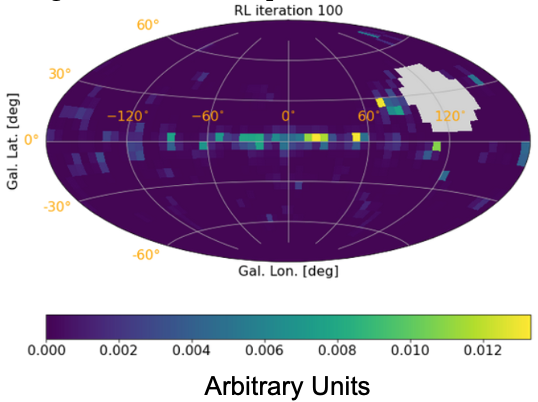 RL iteration 100
60°
30°
Gal. Lat. [deg]
−120° −60° 0° 60° 120°
0°
-30°
-60°
Gal. Lon. [deg]
0.000 0.002 0.004 0.006 0.008 0.010 0.012
Arbitrary Units